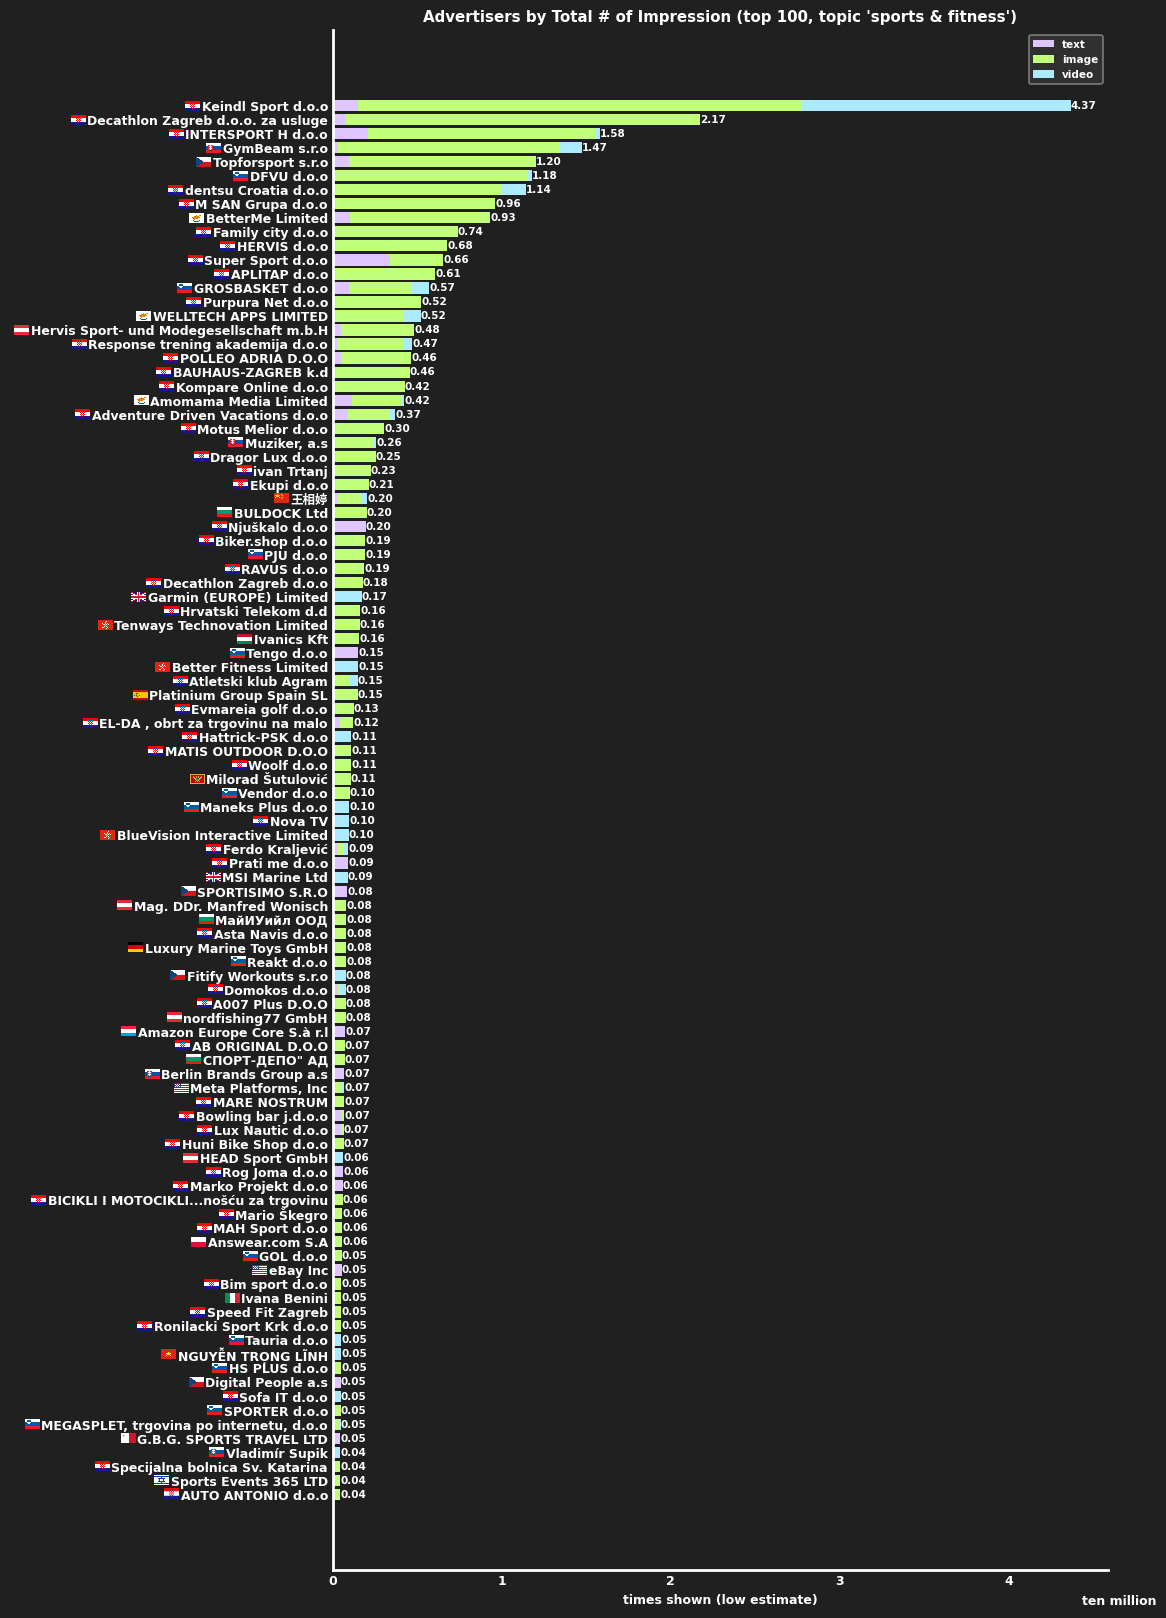 Advertisers by Total # of Impression (top 100, topic 'sports & fitness')
text
image
video
Keindl Sport d.o.o 4.37
Decathlon Zagreb d.o.o. za usluge 2.17
INTERSPORT H d.o.o 1.58
GymBeam s.r.o 1.47
Topforsport s.r.o 1.20
DFVU d.o.o 1.18
dentsu Croatia d.o.o 1.14
M SAN Grupa d.o.o 0.96
BetterMe Limited 0.93
Family city d.o.o 0.74
HERVIS d.o.o 0.68
Super Sport d.o.o 0.66
APLITAP d.o.o 0.61
GROSBASKET d.o.o 0.57
Purpura Net d.o.o 0.52
WELLTECH APPS LIMITED 0.52
Hervis Sport- und Modegesellschaft m.b.H 0.48
Response trening akademija d.o.o 0.47
POLLEO ADRIA D.O.O 0.46
BAUHAUS-ZAGREB k.d 0.46
Kompare Online d.o.o 0.42
Amomama Media Limited 0.42
Adventure Driven Vacations d.o.o 0.37
Motus Melior d.o.o 0.30
Muziker, a.s 0.26
Dragor Lux d.o.o 0.25
ivan Trtanj 0.23
Ekupi d.o.o 0.21
王相婷 0.20
BULDOCK Ltd 0.20
Njuškalo d.o.o 0.20
Biker.shop d.o.o 0.19
PJU d.o.o 0.19
RAVUS d.o.o 0.19
Decathlon Zagreb d.o.o 0.18
Garmin (EUROPE) Limited 0.17
Hrvatski Telekom d.d 0.16
Tenways Technovation Limited 0.16
Ivanics Kft 0.16
Tengo d.o.o 0.15
Better Fitness Limited 0.15
Atletski klub Agram 0.15
Platinium Group Spain SL 0.15
Evmareia golf d.o.o 0.13
EL-DA , obrt za trgovinu na malo 0.12
Hattrick-PSK d.o.o 0.11
MATIS OUTDOOR D.O.O 0.11
Woolf d.o.o 0.11
Milorad Šutulović 0.11
Vendor d.o.o 0.10
Maneks Plus d.o.o 0.10
Nova TV 0.10
BlueVision Interactive Limited 0.10
Ferdo Kraljević 0.09
Prati me d.o.o 0.09
MSI Marine Ltd 0.09
SPORTISIMO S.R.O 0.08
Mag. DDr. Manfred Wonisch 0.08
МайИУийл ООД 0.08
Asta Navis d.o.o 0.08
Luxury Marine Toys GmbH 0.08
Reakt d.o.o 0.08
Fitify Workouts s.r.o 0.08
Domokos d.o.o 0.08
A007 Plus D.O.O 0.08
nordfishing77 GmbH 0.08
Amazon Europe Core S.à r.l 0.07
AB ORIGINAL D.O.O 0.07
СПОРТ-ДЕПО" АД 0.07
Berlin Brands Group a.s 0.07
Meta Platforms, Inc 0.07
MARE NOSTRUM 0.07
Bowling bar j.d.o.o 0.07
Lux Nautic d.o.o 0.07
Huni Bike Shop d.o.o 0.07
HEAD Sport GmbH 0.06
Rog Joma d.o.o 0.06
Marko Projekt d.o.o 0.06
BICIKLI I MOTOCIKLI...nošću za trgovinu 0.06
Mario Škegro 0.06
MAH Sport d.o.o 0.06
Answear.com S.A 0.06
GOL d.o.o 0.05
eBay Inc 0.05
Bim sport d.o.o 0.05
Ivana Benini 0.05
Speed Fit Zagreb 0.05
Ronilacki Sport Krk d.o.o 0.05
Tauria d.o.o 0.05
NGUYỄN TRONG LĨNH 0.05
HS PLUS d.o.o 0.05
Digital People a.s 0.05
Sofa IT d.o.o 0.05
SPORTER d.o.o 0.05
MEGASPLET, trgovina po internetu, d.o.o 0.05
G.B.G. SPORTS TRAVEL LTD 0.05
Vladimír Supik 0.04
Specijalna bolnica Sv. Katarina 0.04
Sports Events 365 LTD 0.04
AUTO ANTONIO d.o.o 0.04
0 1 2 3 4
times shown (low estimate)
ten million